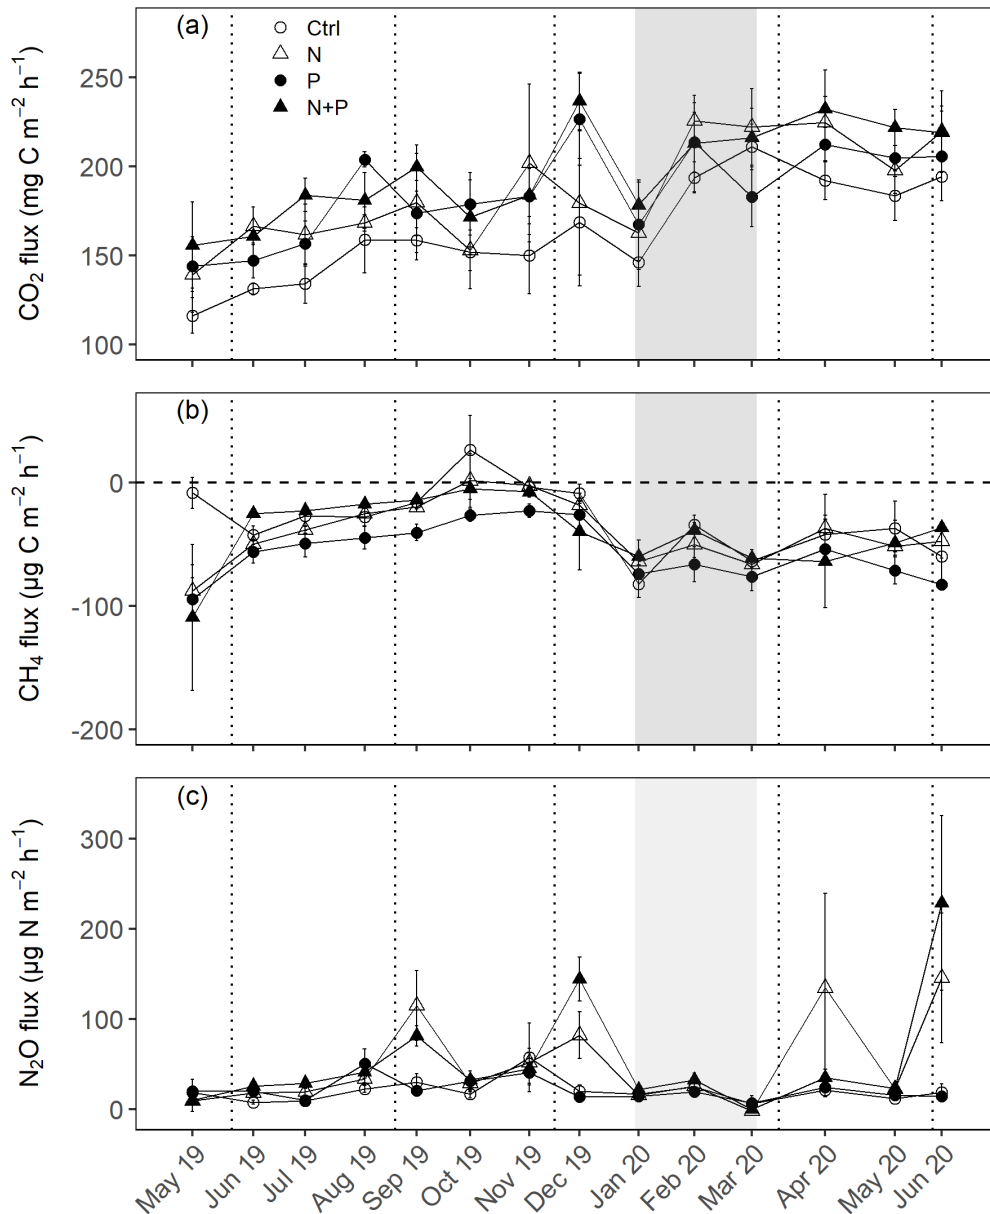 (a)
Ctrl
N
P
N+P
CO₂ flux (mg C m⁻² h⁻¹)
250
200
150
100
(b)
CH₄ flux (µg C m⁻² h⁻¹)
0
-100
-200
(c)
N₂O flux (µg N m⁻² h⁻¹)
300
200
100
0
May 19
Jun 19
Jul 19
Aug 19
Sep 19
Oct 19
Nov 19
Dec 19
Jan 20
Feb 20
Mar 20
Apr 20
May 20
Jun 20